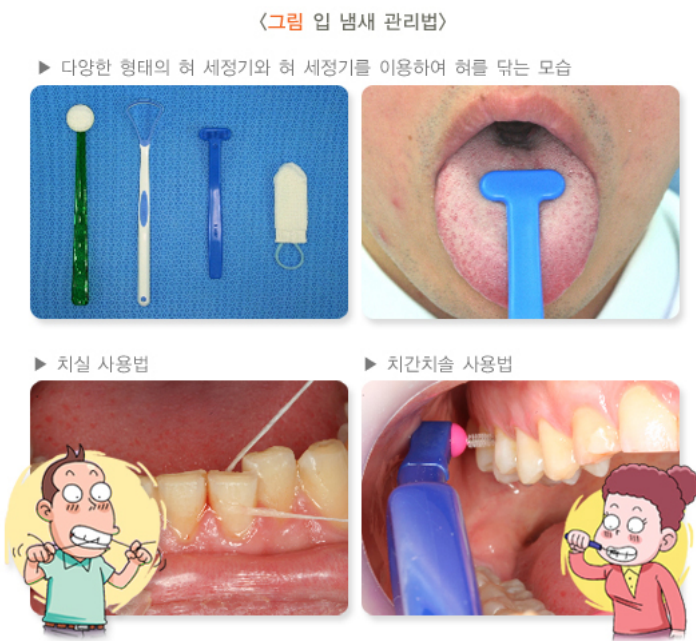 <그림 입 냄새 관리법>
▶ 다양한 형태의 혀 세정기와 혀 세정기를 이용하여 혀를 닦는 모습
▶ 치실 사용법
▶ 치간치솔 사용법